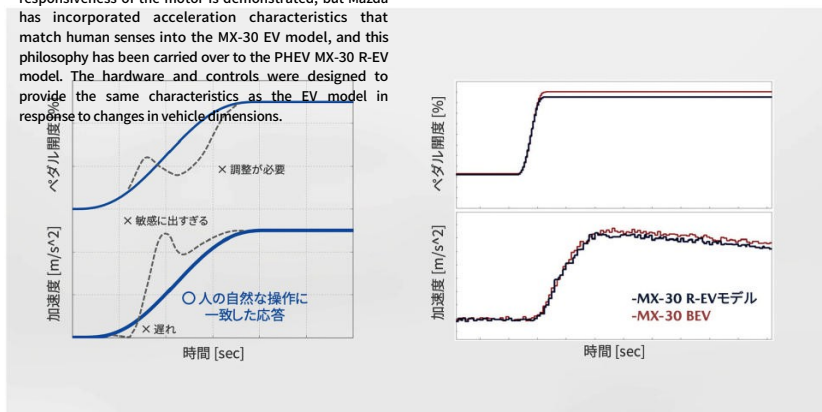 responsiveness of the motor is demonstrated, but Mazda
has incorporated acceleration characteristics that
match human senses into the MX-30 EV model, and this
philosophy has been carried over to the PHEV MX-30 R-EV
model. The hardware and controls were designed to
provide the same characteristics as the EV model in
response to changes in vehicle dimensions.
ペダル開度 [%]
×調整が必要
×敏感に出すぎる
加速度 [m/s^2]
〇人の自然な操作に
一致した応答
×遅れ
時間 [sec]
ペダル開度 [%]
加速度 [m/s^2]
-MX-30 R-EVモデル
-MX-30 BEV
時間 [sec]